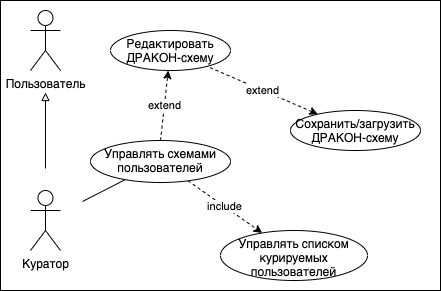 Редактировать
ДРАКОН-схему
Пользователь
extend
extend
Сохранить/загрузить
ДРАКОН-схему
Управлять схемами
пользователей
include
Куратор
Управлять списком
курируемых
пользователей